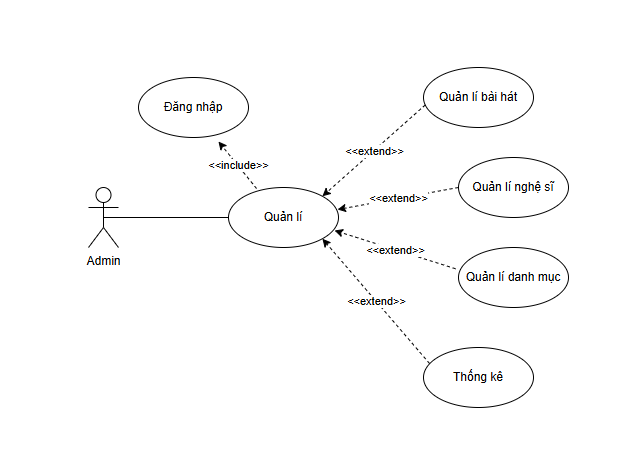 Quản lí bài hát
Đăng nhập
<<extend>>
<<include>>
Quản lí nghệ sĩ
<<extend>>
Quản lí
Admin
<<extend>>
Quản lí danh mục
<<extend>>
Thống kê